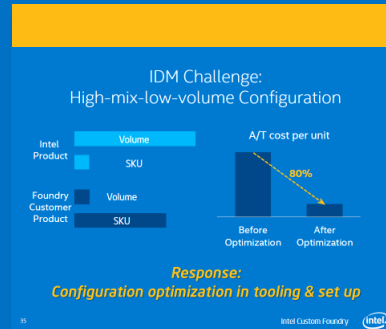 IDM Challenge:
High-mix-low-volume Configuration
Intel
Product
Volume
SKU
Foundry
Customer
Product
Volume
SKU
A/T cost per unit
80%
Before
Optimization
After
Optimization
Response:
Configuration optimization in tooling & set up
35
Intel Custom Foundry
intel